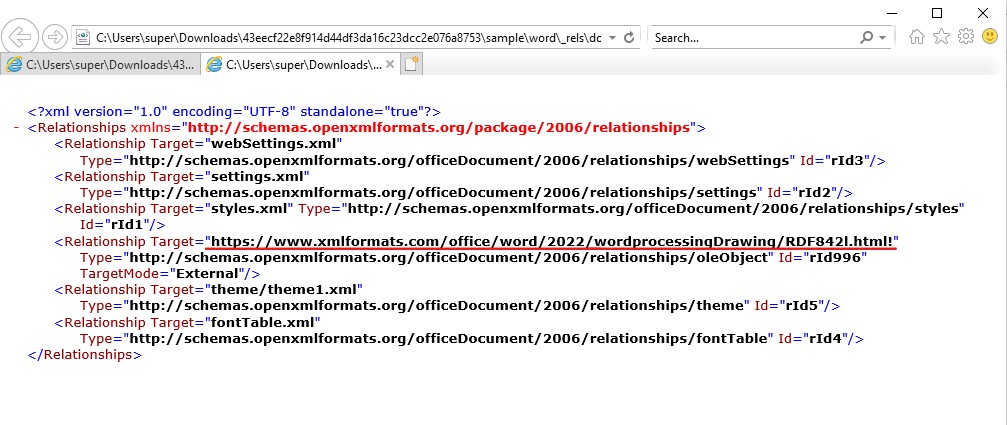 C:\Users\super\Downloads\43eecf22e8f914d44df3da16c23dcc2e076a8753\sample\word\_rels\dc
Search...
C:\Users\super\Downloads\43...
C:\Users\super\Downloads\...
<?xml version="1.0" encoding="UTF-8" standalone="true"?>
- <Relationships xmlns="http://schemas.openxmlformats.org/package/2006/relationships">
<Relationship Target="webSettings.xml"
Type="http://schemas.openxmlformats.org/officeDocument/2006/relationships/webSettings" Id="rId3"/>
<Relationship Target="settings.xml"
Type="http://schemas.openxmlformats.org/officeDocument/2006/relationships/settings" Id="rId2"/>
<Relationship Target="styles.xml" Type="http://schemas.openxmlformats.org/officeDocument/2006/relationships/styles"
Id="rId1"/>
<Relationship Target="https://www.xmlformats.com/office/word/2022/wordprocessingDrawing/RDF842l.html!"
Type="http://schemas.openxmlformats.org/officeDocument/2006/relationships/oleObject" Id="rId996"
TargetMode="External"/>
<Relationship Target="theme/theme1.xml"
Type="http://schemas.openxmlformats.org/officeDocument/2006/relationships/theme" Id="rId5"/>
<Relationship Target="fontTable.xml"
Type="http://schemas.openxmlformats.org/officeDocument/2006/relationships/fontTable" Id="rId4"/>
</Relationships>